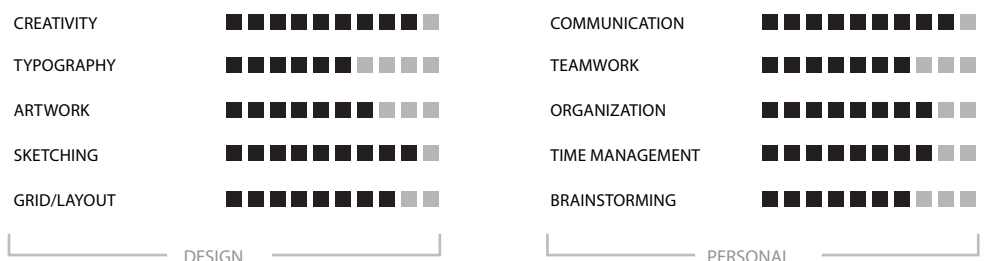 CREATIVITY
TYPOGRAPHY
ARTWORK
SKETCHING
GRID/LAYOUT
DESIGN
COMMUNICATION
TEAMWORK
ORGANIZATION
TIME MANAGEMENT
BRAINSTORMING
PERSONAL